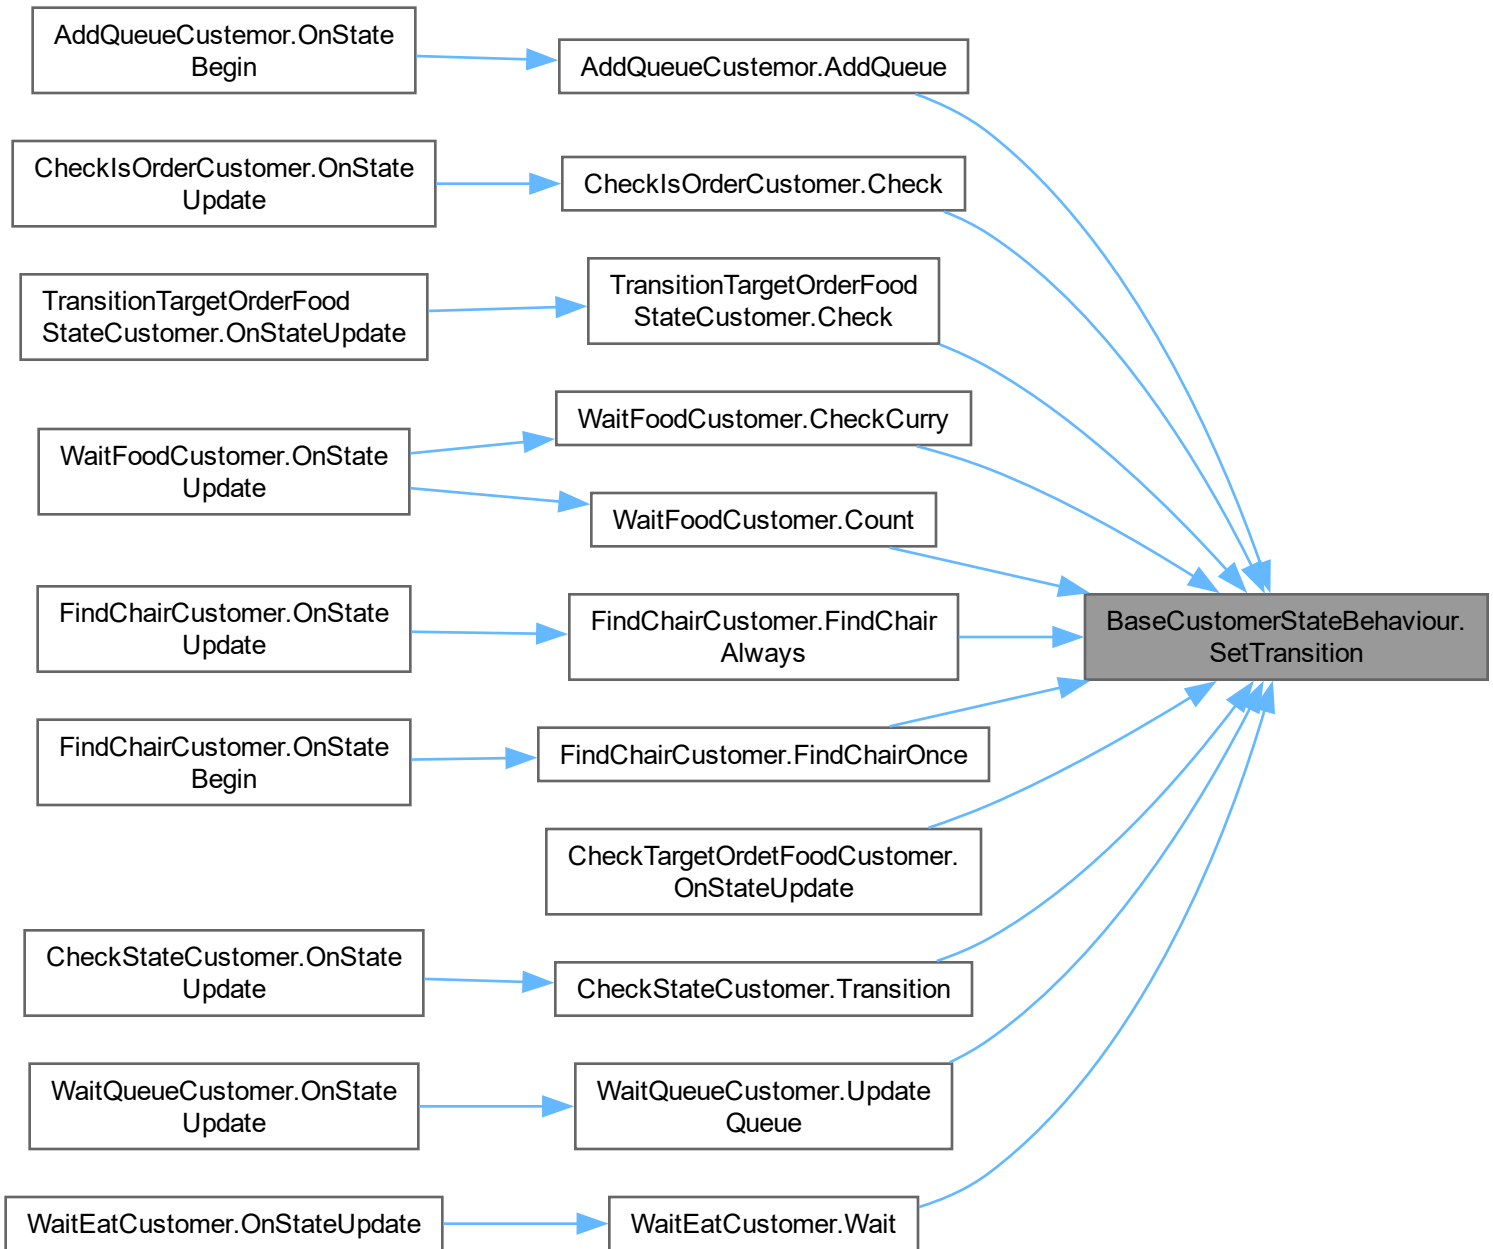 AddQueueCustemor.OnState
Begin
AddQueueCustemor.AddQueue
CheckIsOrderCustomer.OnState
Update
CheckIsOrderCustomer.Check
TransitionTargetOrderFood
StateCustomer.OnStateUpdate
TransitionTargetOrderFood
StateCustomer.Check
WaitFoodCustomer.OnState
Update
WaitFoodCustomer.CheckCurry
WaitFoodCustomer.Count
FindChairCustomer.OnState
Update
FindChairCustomer.FindChair
Always
BaseCustomerStateBehaviour.
SetTransition
FindChairCustomer.OnState
Begin
FindChairCustomer.FindChairOnce
CheckTargetOrdetFoodCustomer.
OnStateUpdate
CheckStateCustomer.OnState
Update
CheckStateCustomer.Transition
WaitQueueCustomer.OnState
Update
WaitQueueCustomer.Update
Queue
WaitEatCustomer.OnStateUpdate
WaitEatCustomer.Wait